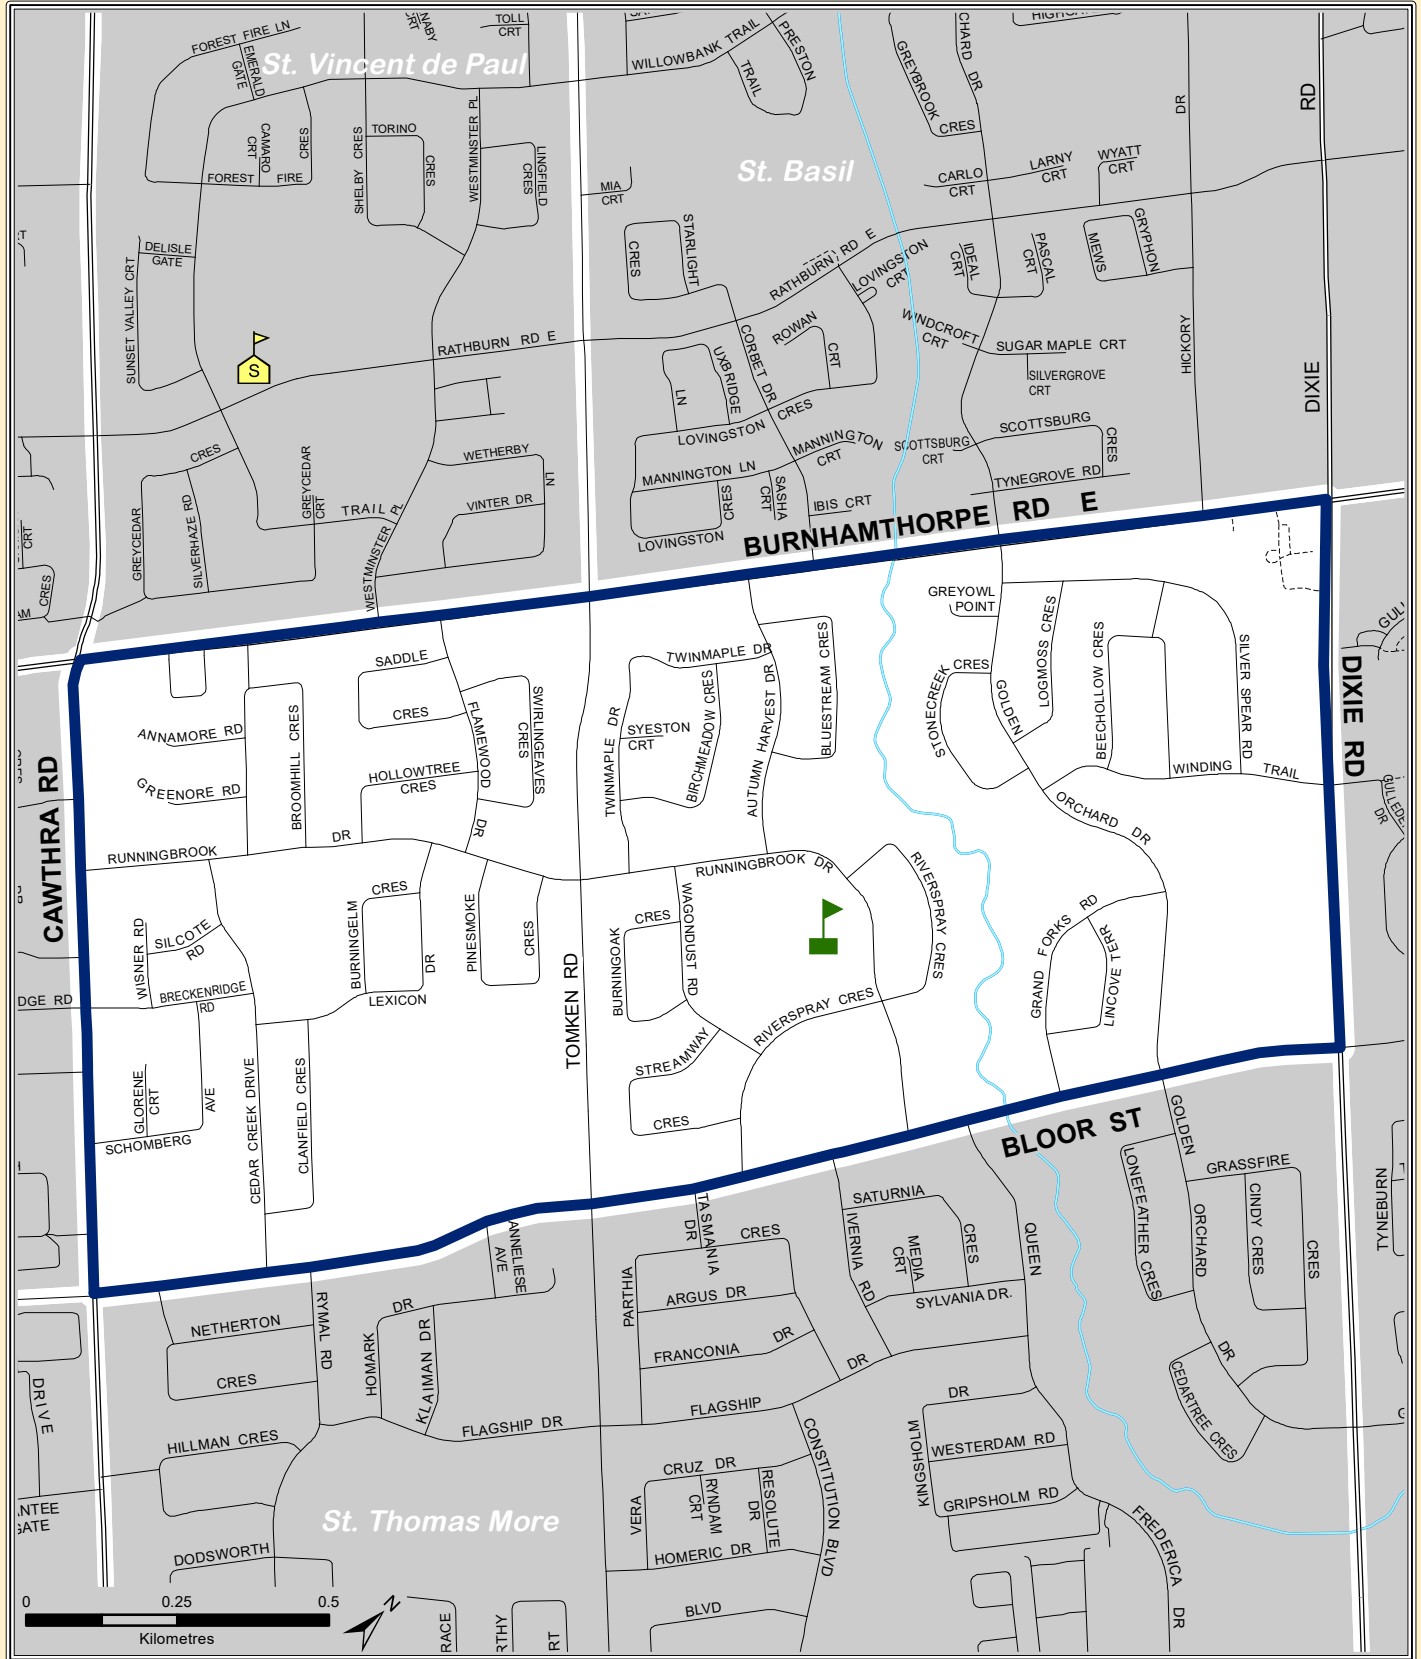 FOREST FIRE LN
EMERALD
GATE
St. Vincent de Paul
TOLL
CRT
NABY
CRT
WILLOWBANK TRAIL
TRAIL
PRESTON
GREYBROOK
CRES
CHARD DR
DR
RD
St. Basil
CAMARO
CRT
CRES
FOREST FIRE
SHELBY CRES
TORINO
CRES
WESTMINSTER PL
LINGFIELD
CRES
MIA
CRT
CARLO
CRT
LARNY
CRT
WYATT
CRT
DELISLE
GATE
SUNSET VALLEY CRT
S
RATHBURN RD E
CRES
STARLIGHT
RATHBURN RD E
LOVINGSTON
CRT
IDEAL
CRT
PASCAL
CRT
MEWS
GRYPHON
HICKORY
DIXIE
ROWAN
CRT
CORBET DR
UXBRIDGE
LN
LOVINGSTON
CRES
WINDCROFT
CRT
SUGAR MAPLE CRT
SILVERGROVE
CRT
SCOTTSBURG
CRES
SCOTTSBURG
CRT
TYNEGROVE RD
MANNINGTON
CRT
MANNINGTON LN
CRES
SASHA
CRT
IBIS CRT
LOVINGSTON
CRES
GREYCEDAR
SILVERHAZE RD
GREYCEDAR
CRT
TRAIL PL
WESTMINSTER
WETHERBY
LN
VINTER DR
CRT
CRES
AM
BURNHAMTHORPE RD E
GREYOWL
POINT
SADDLE
CRES
ANNAMORE RD
GREENORE RD
BROOMHILL CRES
HOLLOWTREE
CRES
FLAMEWOOD
DR
SWIRLINGEAVES
CRES
TWINMAPLE DR
TWINMAPLE DR
SYESTON
CRT
BIRCHMEADOW CRES
AUTUMN HARVEST DR
BLUESTREAM CRES
STONECREEK
CRES
GOLDEN
LOGMOSS CRES
BEECHOLLOW CRES
SILVER SPEAR RD
WINDING TRAIL
ORCHARD DR
DIXIE RD
CAWTHRA RD
RUNNINGBROOK
DR
RUNNINGBROOK DR
WISNER RD
SILCOTE
RD
BRECKENRIDGE
RD
DGE RD
BURNINGELM
CRES
DR
LEXICON
PINESMOKE
CRES
TOMKEN RD
BURNINGOAK
CRES
WAGONDUST RD
RIVERSPRAY CRES
RIVERSPRAY CRES
STREAMWAY
CRES
GRAND FORKS RD
LINCOVE TERR
GLORENE
CRT
AVE
SCHOMBERG
CEDAR CREEK DRIVE
CLANFIELD CRES
BLOOR ST
GOLDEN
ORCHARD
DR
LONEFEATHER CRES
GRASSFIRE
CINDY CRES
CRES
CEDARTREE CRES
TYNEBURN
ANNELIESE
AVE
TASMANIA
DR
CRES
PARTHIA
ARGUS DR
FRANCONIA
DR
SATURNIA
CRES
IVERNIA RD
MEDIA
CRT
SYLVANIA DR.
QUEEN
FREDERICA
DR
NETHERTON
CRES
RYMAL RD
HOMARK
DR
KLAIMAN DR
FLAGSHIP DR
FLAGSHIP
DR
HILLMAN CRES
DRIVE
ANTEE
GATE
St. Thomas More
DODSWORTH
CRUZ DR
VERA
RYNDAM
CRT
RESOLUTE
DR
HOMERIC DR
CONSTITUTION BLVD
BLVD
KINGSHOLM
DR
WESTERDAM RD
GRIPSHOLM RD
RACE
RTHY
RT
0 0.25 0.5
Kilometres
N